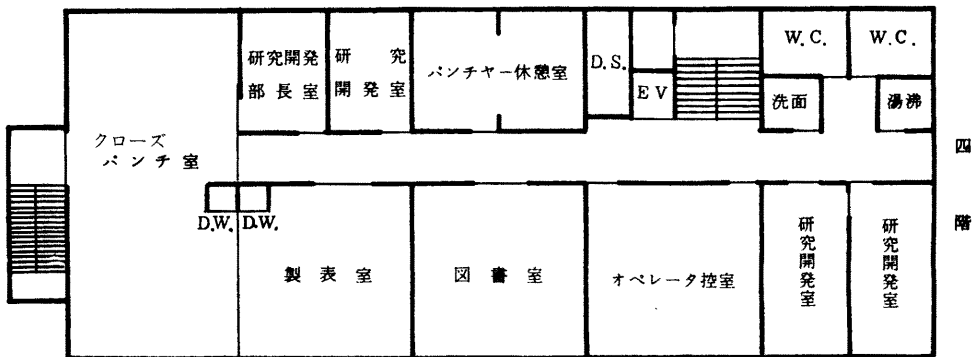 研究開発
部長室
研究
開発室
パンチャー休憩室
D.S.
EV
W.C.
W.C.
洗面
湯沸
クローズ
パンチ室
D.W.
D.W.
製表室
図書室
オペレータ控室
研究開発室
研究開発室
四階